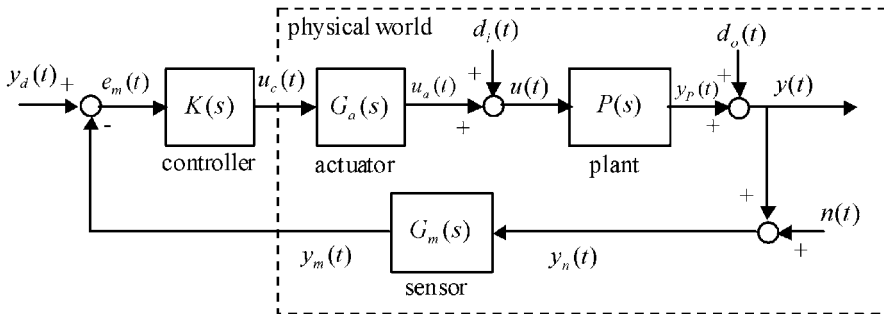 physical world
d_i(t)
d_o(t)
y_d(t) +
e_m(t)
u_c(t)
u_a(t)
+
u(t)
y_P(t)
+
y(t)
K(s)
G_a(s)
P(s)
-
+
+
controller
actuator
plant
+
n(t)
G_m(s)
+
y_m(t)
y_n(t)
sensor